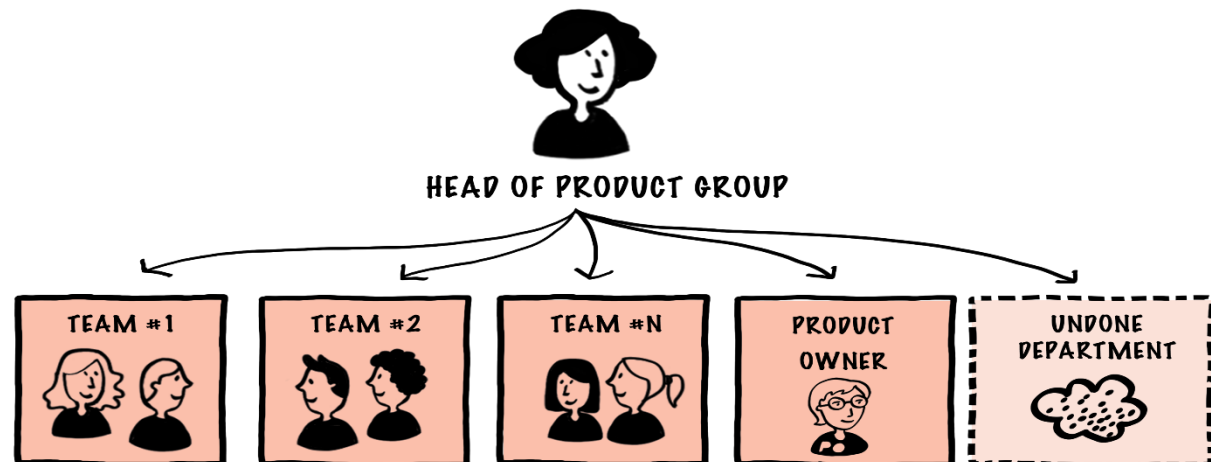 HEAD OF PRODUCT GROUP
TEAM #1
TEAM #2
TEAM #N
PRODUCT
OWNER
UNDONE
DEPARTMENT